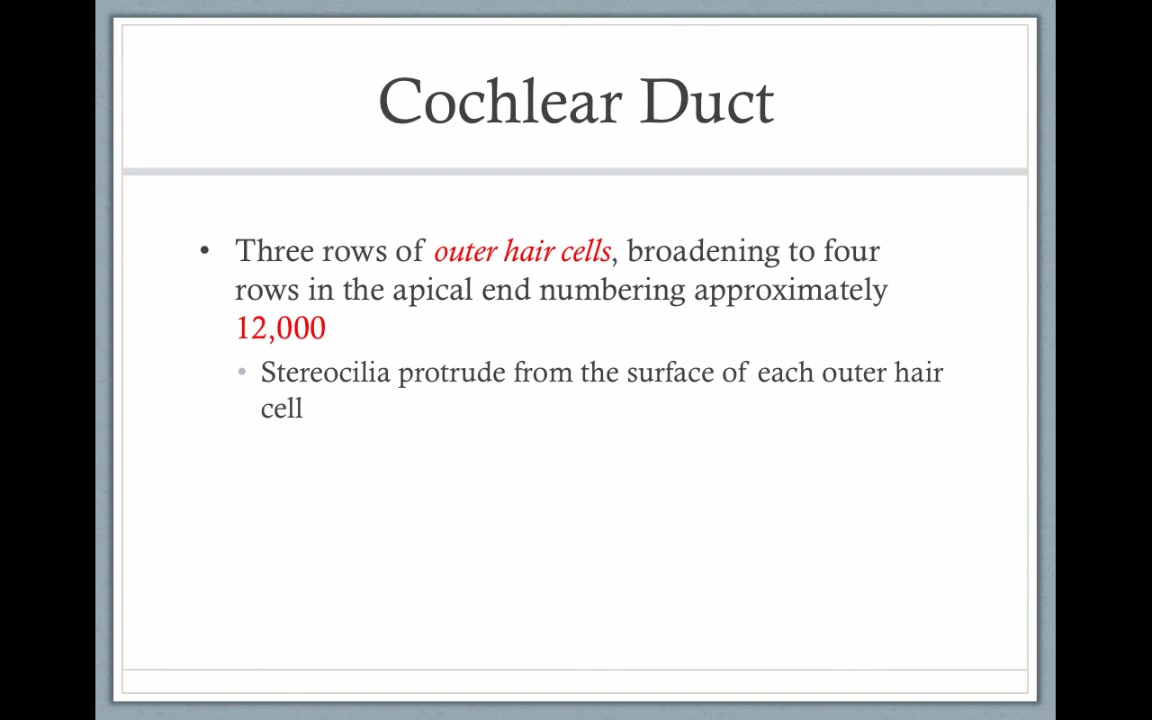 Cochlear Duct
• Three rows of outer hair cells, broadening to four
rows in the apical end numbering approximately
12,000
• Stereocilia protrude from the surface of each outer hair
cell